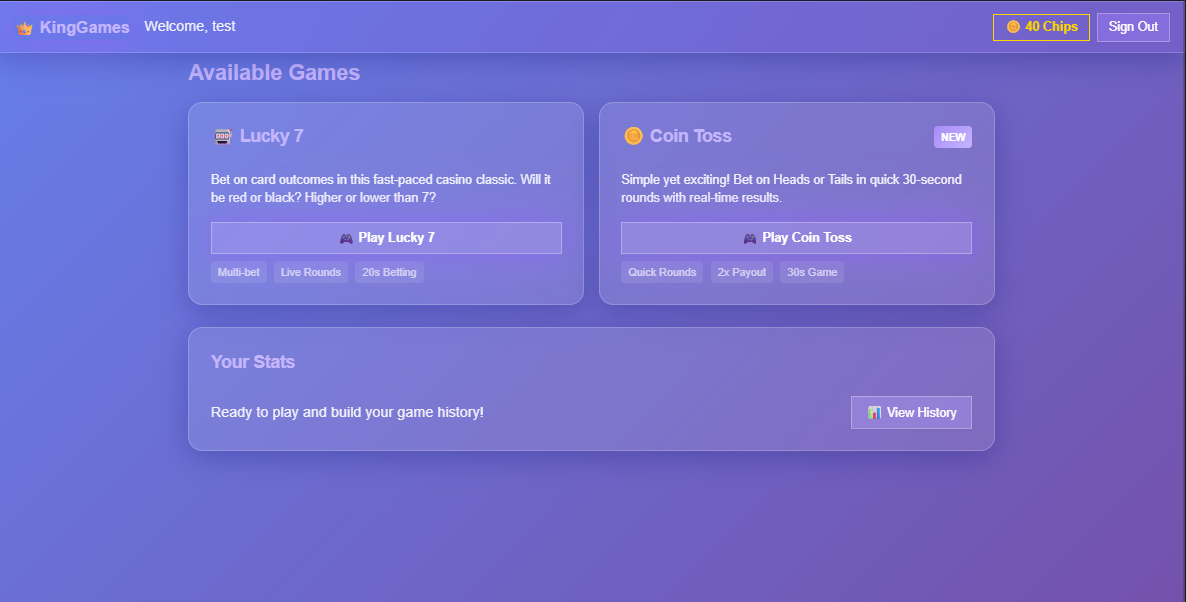 KingGames Welcome, test 40 Chips Sign Out
Available Games
Lucky 7
Bet on card outcomes in this fast-paced casino classic. Will it
be red or black? Higher or lower than 7?
Play Lucky 7
Multi-bet Live Rounds 20s Betting
Coin Toss NEW
Simple yet exciting! Bet on Heads or Tails in quick 30-second
rounds with real-time results.
Play Coin Toss
Quick Rounds 2x Payout 30s Game
Your Stats
Ready to play and build your game history! View History